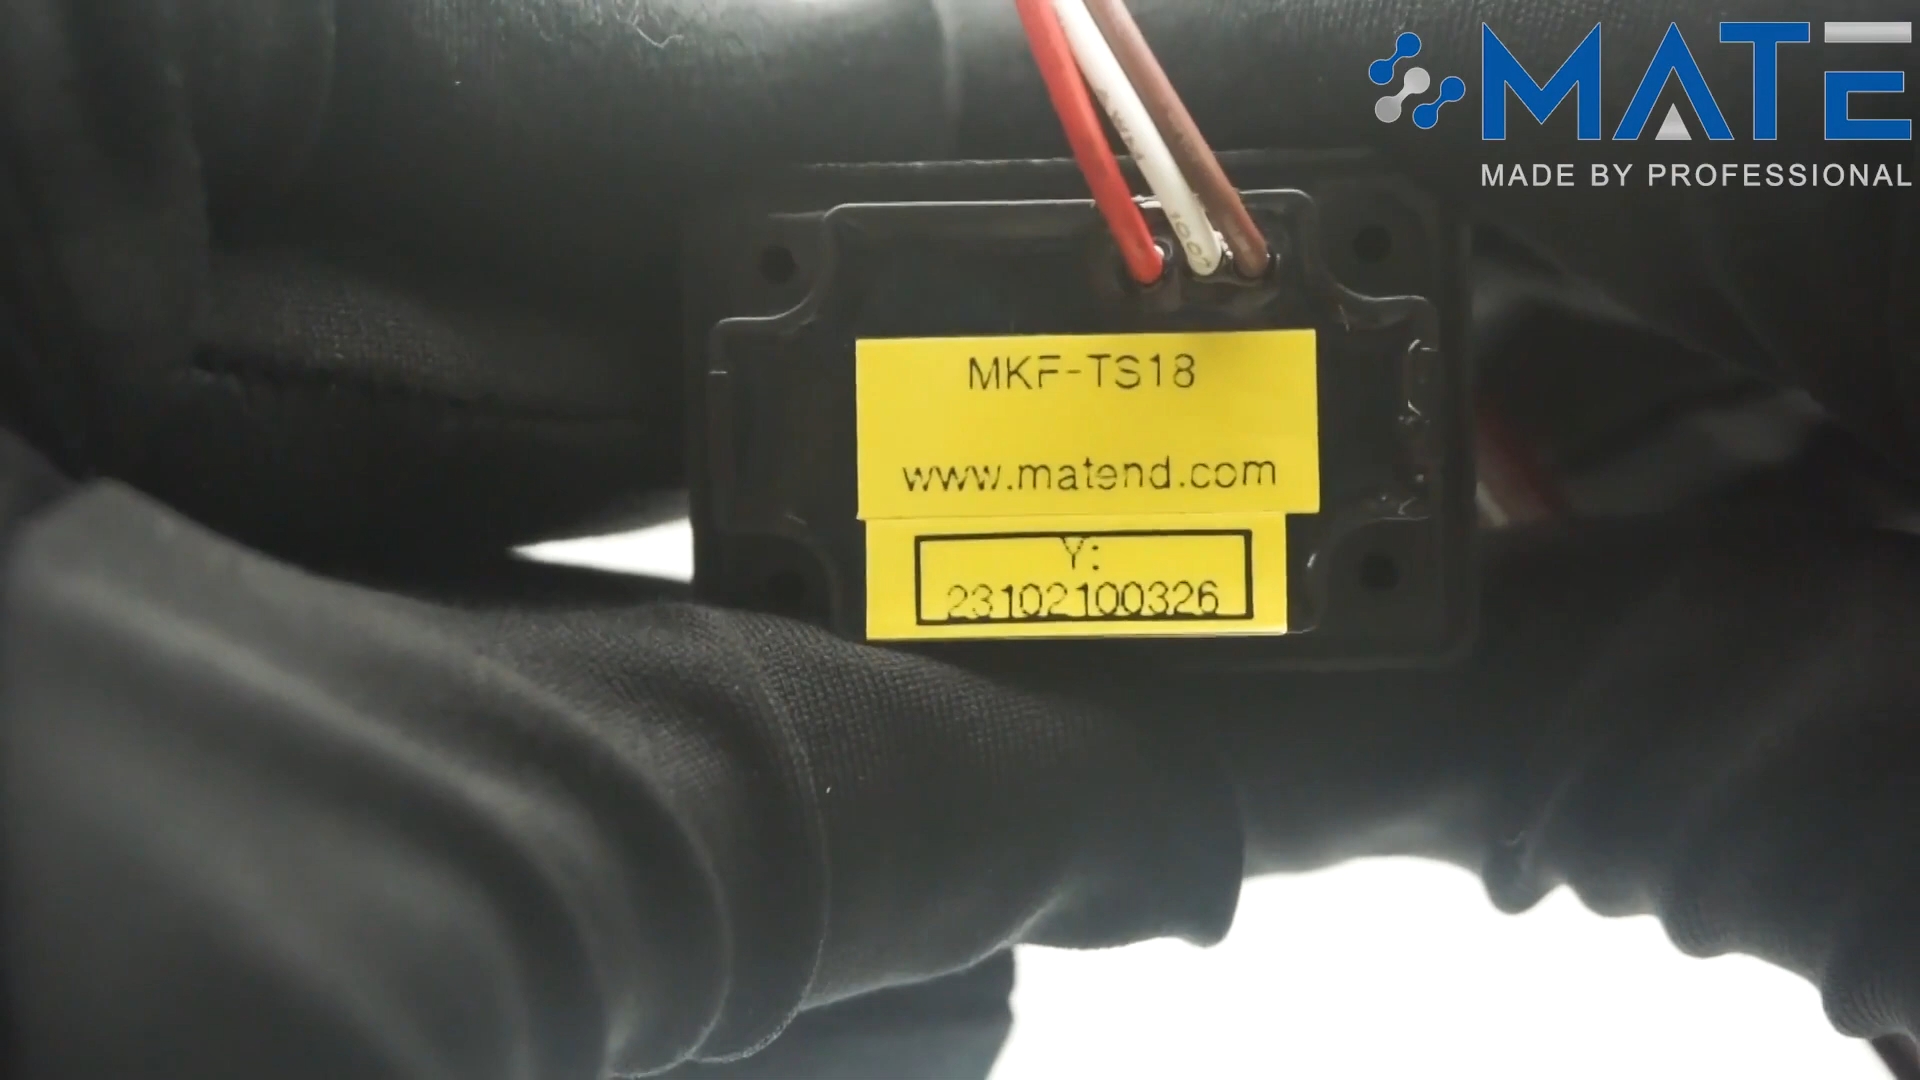 MATE
MADE BY PROFESSIONAL
MKF-TS18
www.matend.com
Y:
23102100326